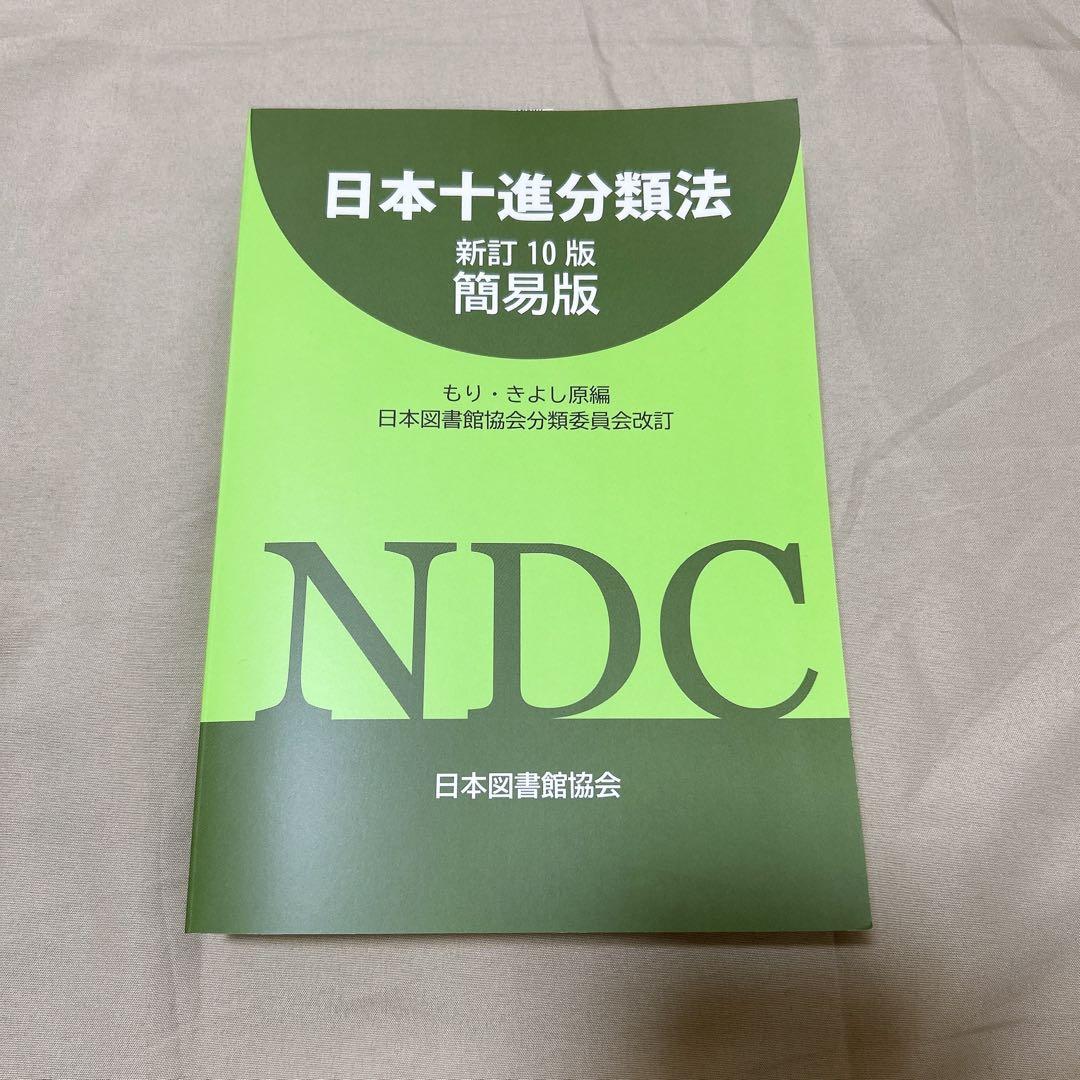 日本十進分類法
新訂 10 版
簡易版
もり・きよし原編
日本図書館協会分類委員会改訂
NDC
日本図書館協会